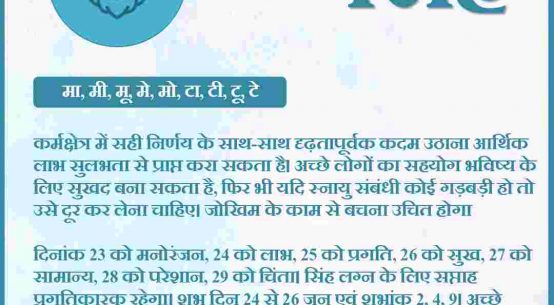 सिंह
मा, मी, मू, मे, मो, टा, टी, टू, टे
कर्मक्षेत्र में सही निर्णय के साथ-साथ दृढ़तापूर्वक कदम उठाना आर्थिक
लाभ सुलभता से प्राप्त करा सकता है। अच्छे लोगों का सहयोग भविष्य के
लिए सुखद बना सकता है, फिर भी यदि स्नायु संबंधी कोई गड़बड़ी हो तो
उसे दूर कर लेना चाहिए। जोखिम के काम से बचना उचित होगा
दिनांक 23 को मनोरंजन, 24 को लाभ, 25 को प्रगति, 26 को सुख, 27 को
सामान्य, 28 को परेशान, 29 को चिंता। सिंह लग्न के लिए सप्ताह
प्रगतिकारक रहेगा। शुभ दिन 24 से 26 जून एवं शुभांक 2, 4, 9। अच्छे